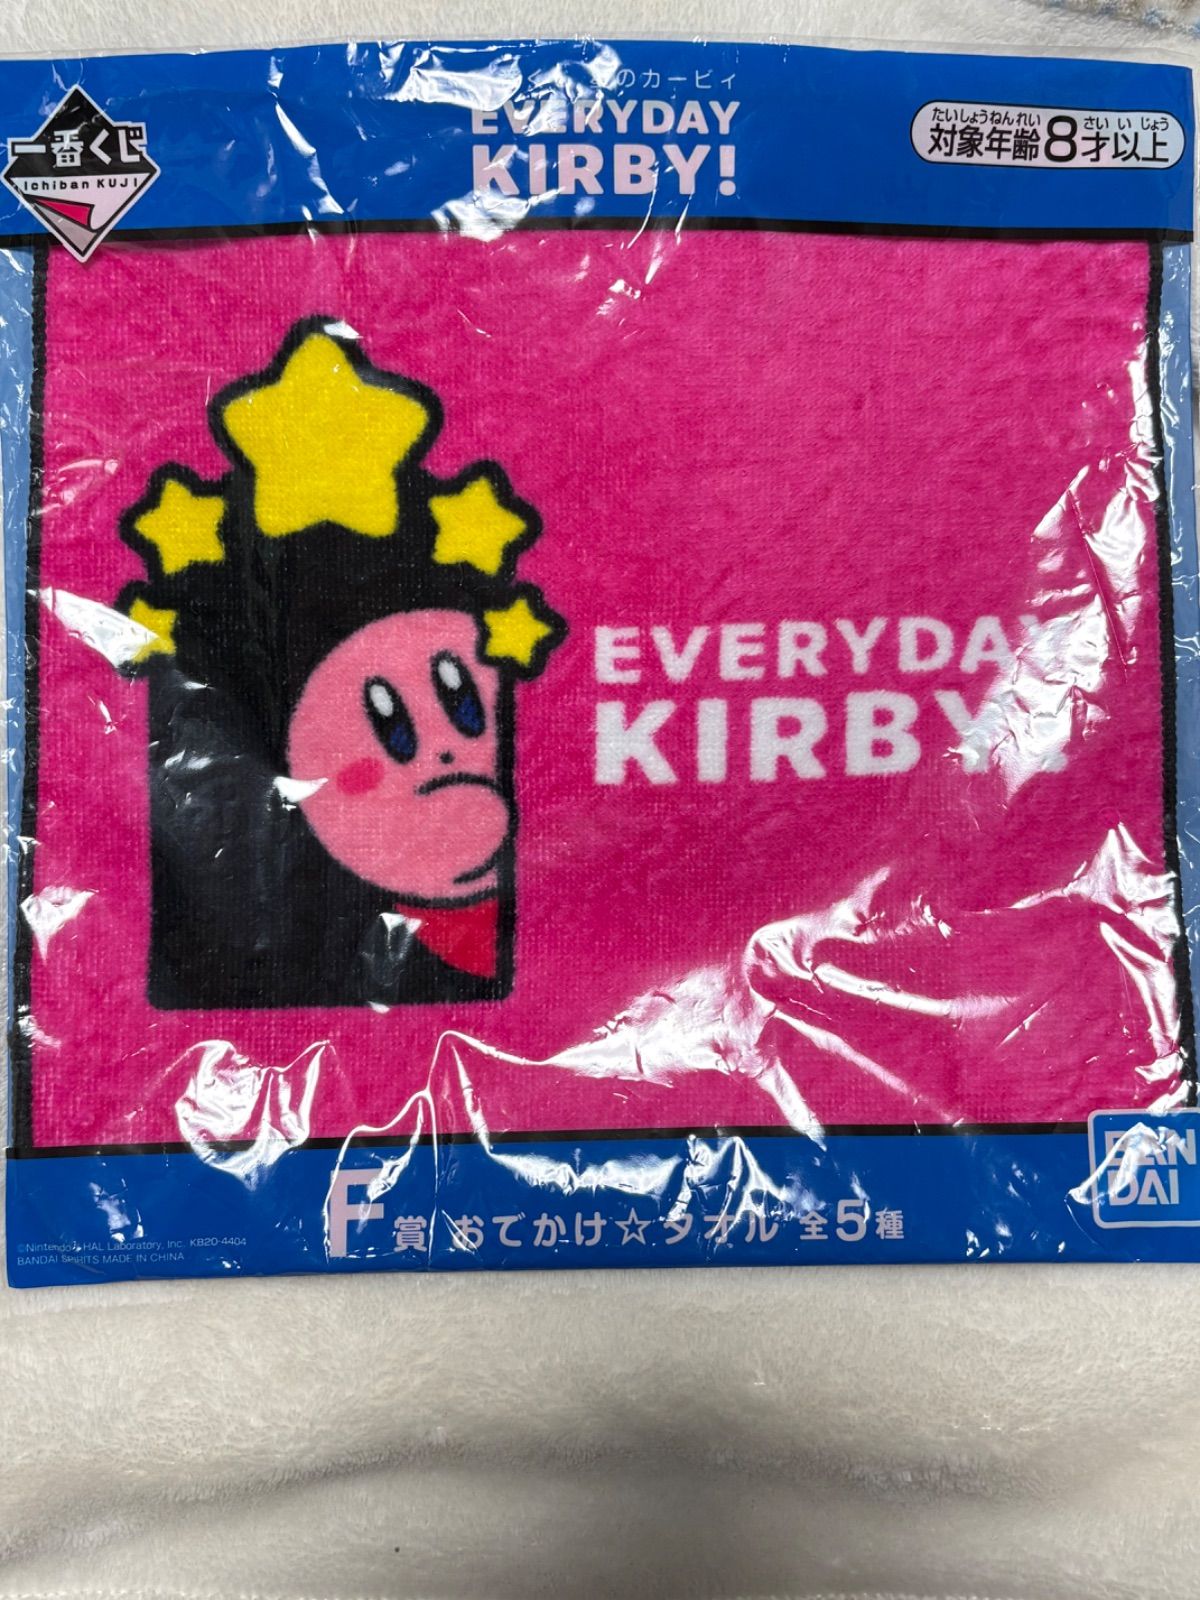 一番くじ
Ichiban KUJI
のカービィ
EVERYDAY
KIRBY!
たいしょうねんれい さい いじょう
対象年齢8才以上
EVERYDAY
KIRBY
BAN
DAI
F賞 おでかけ☆タオル 全5種
©Nintendo / HAL Laboratory, Inc. KB20-4404
BANDAI SPIRITS MADE IN CHINA